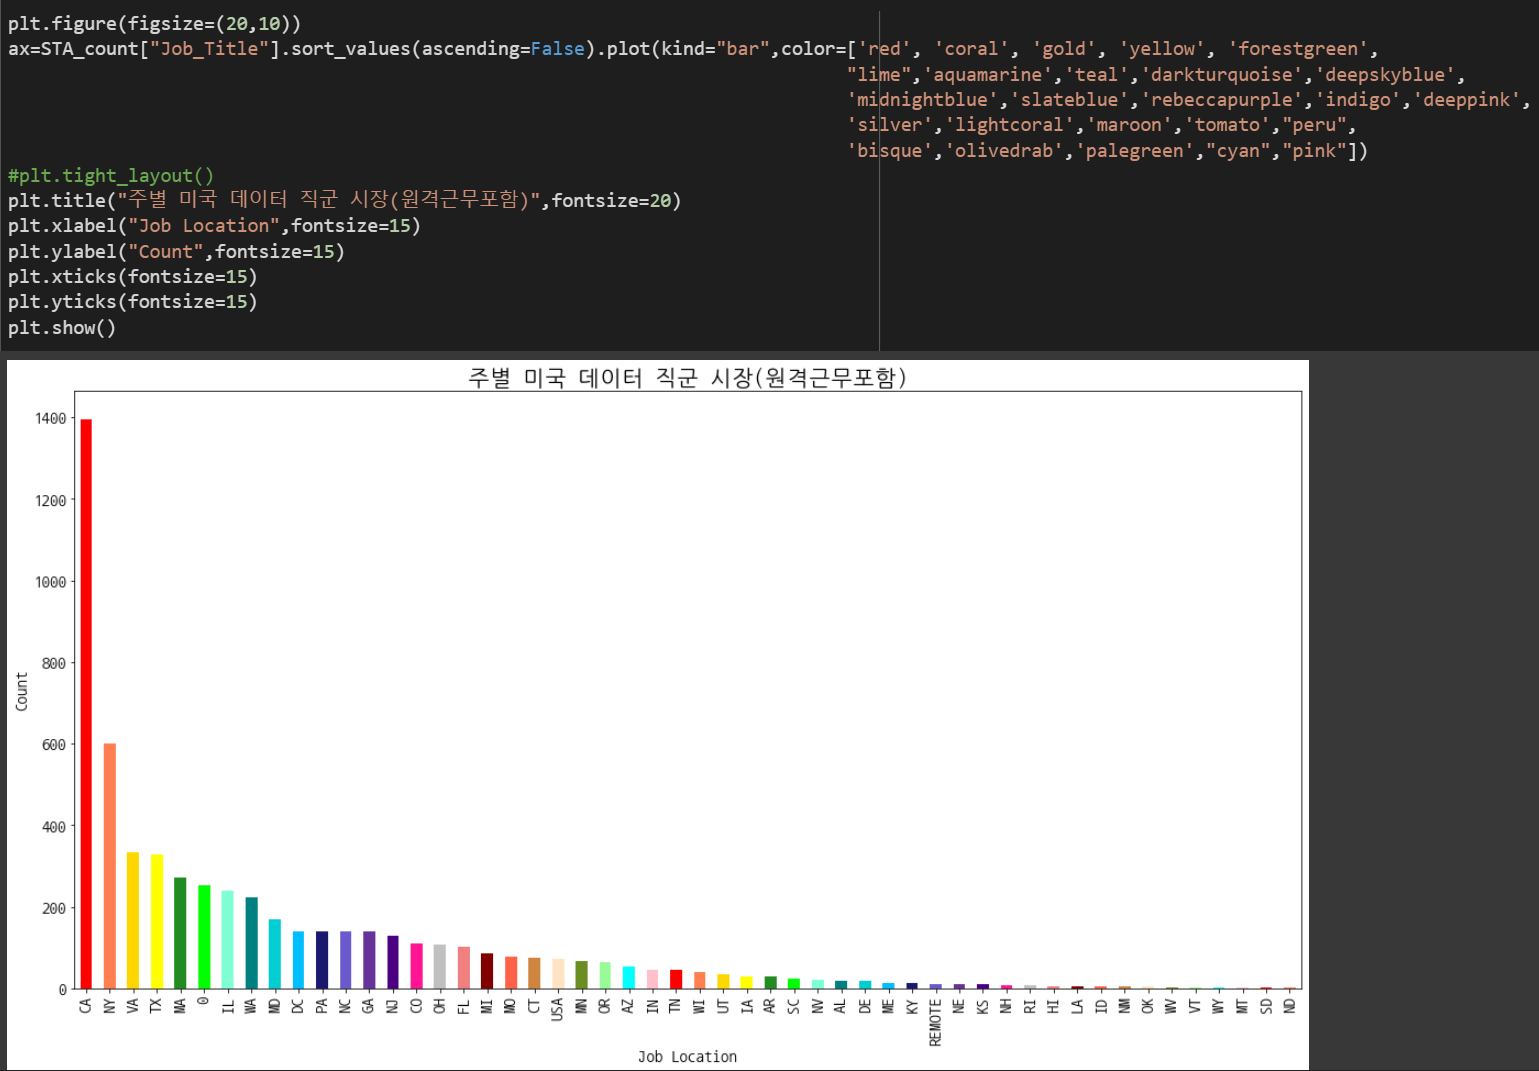 plt.figure(figsize=(20,10))
ax=STA_count["Job_Title"].sort_values(ascending=False).plot(kind="bar",color=['red', 'coral', 'gold', 'yellow', 'forestgreen',
"lime",'aquamarine','teal','darkturquoise','deepskyblue',
'midnightblue','slateblue','rebeccapurple','indigo','deeppink',
'silver','lightcoral','maroon','tomato',"peru",
'bisque','olivedrab','palegreen',"cyan","pink"])
#plt.tight_layout()
plt.title("주별 미국 데이터 직군 시장(원격근무포함)",fontsize=20)
plt.xlabel("Job Location",fontsize=15)
plt.ylabel("Count",fontsize=15)
plt.xticks(fontsize=15)
plt.yticks(fontsize=15)
plt.show()
주별 미국 데이터 직군 시장(원격근무포함)
1400
1200
1000
800
600
400
200
0
Count
CA NY VA TX MA 0 IL WA MD DC PA NC GA NJ CO OH FL MI MO CT USA MN OR AZ IN TN WI UT IA AR SC NV AL DE ME KY REMOTE NE KS NH RI HI LA ID NM OK WV VT WY MT SD ND
Job Location